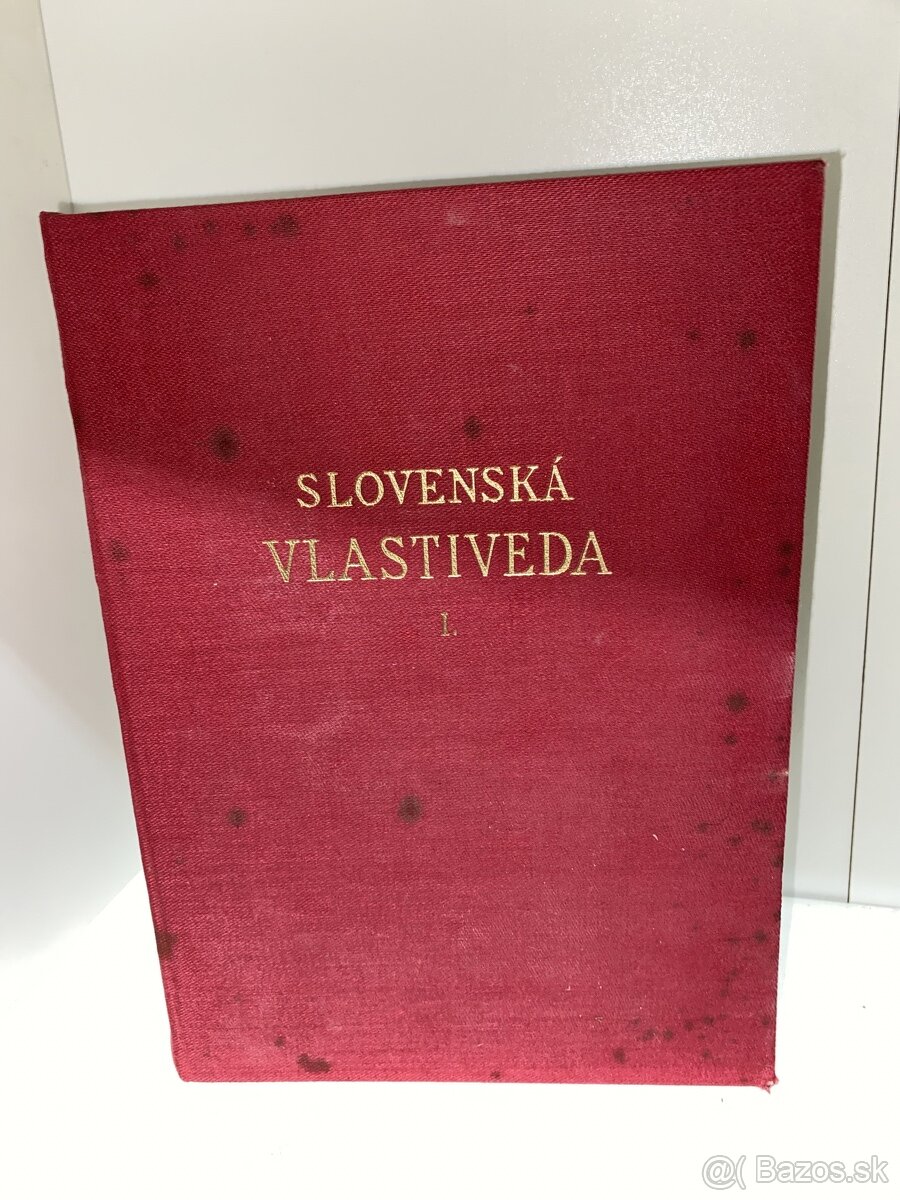 SLOVENSKÁ
VLASTIVEDA
I.
@( Bazos.sk